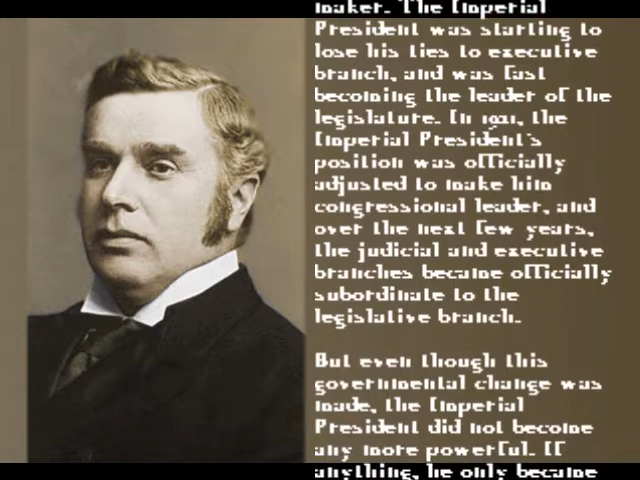 maker. The Imperial
President was starting to
lose his ties to executive
branch, and was fast
becoming the leader of the
legislature. In 1921, the
Imperial President's
position was officially
adjusted to make him
congressional leader, and
over the next few years,
the judicial and executive
branches became officially
subordinate to the
legislative branch.
But even though this
governmental change was
made, the Imperial
President did not become
any more powerful. If
anything, he only became